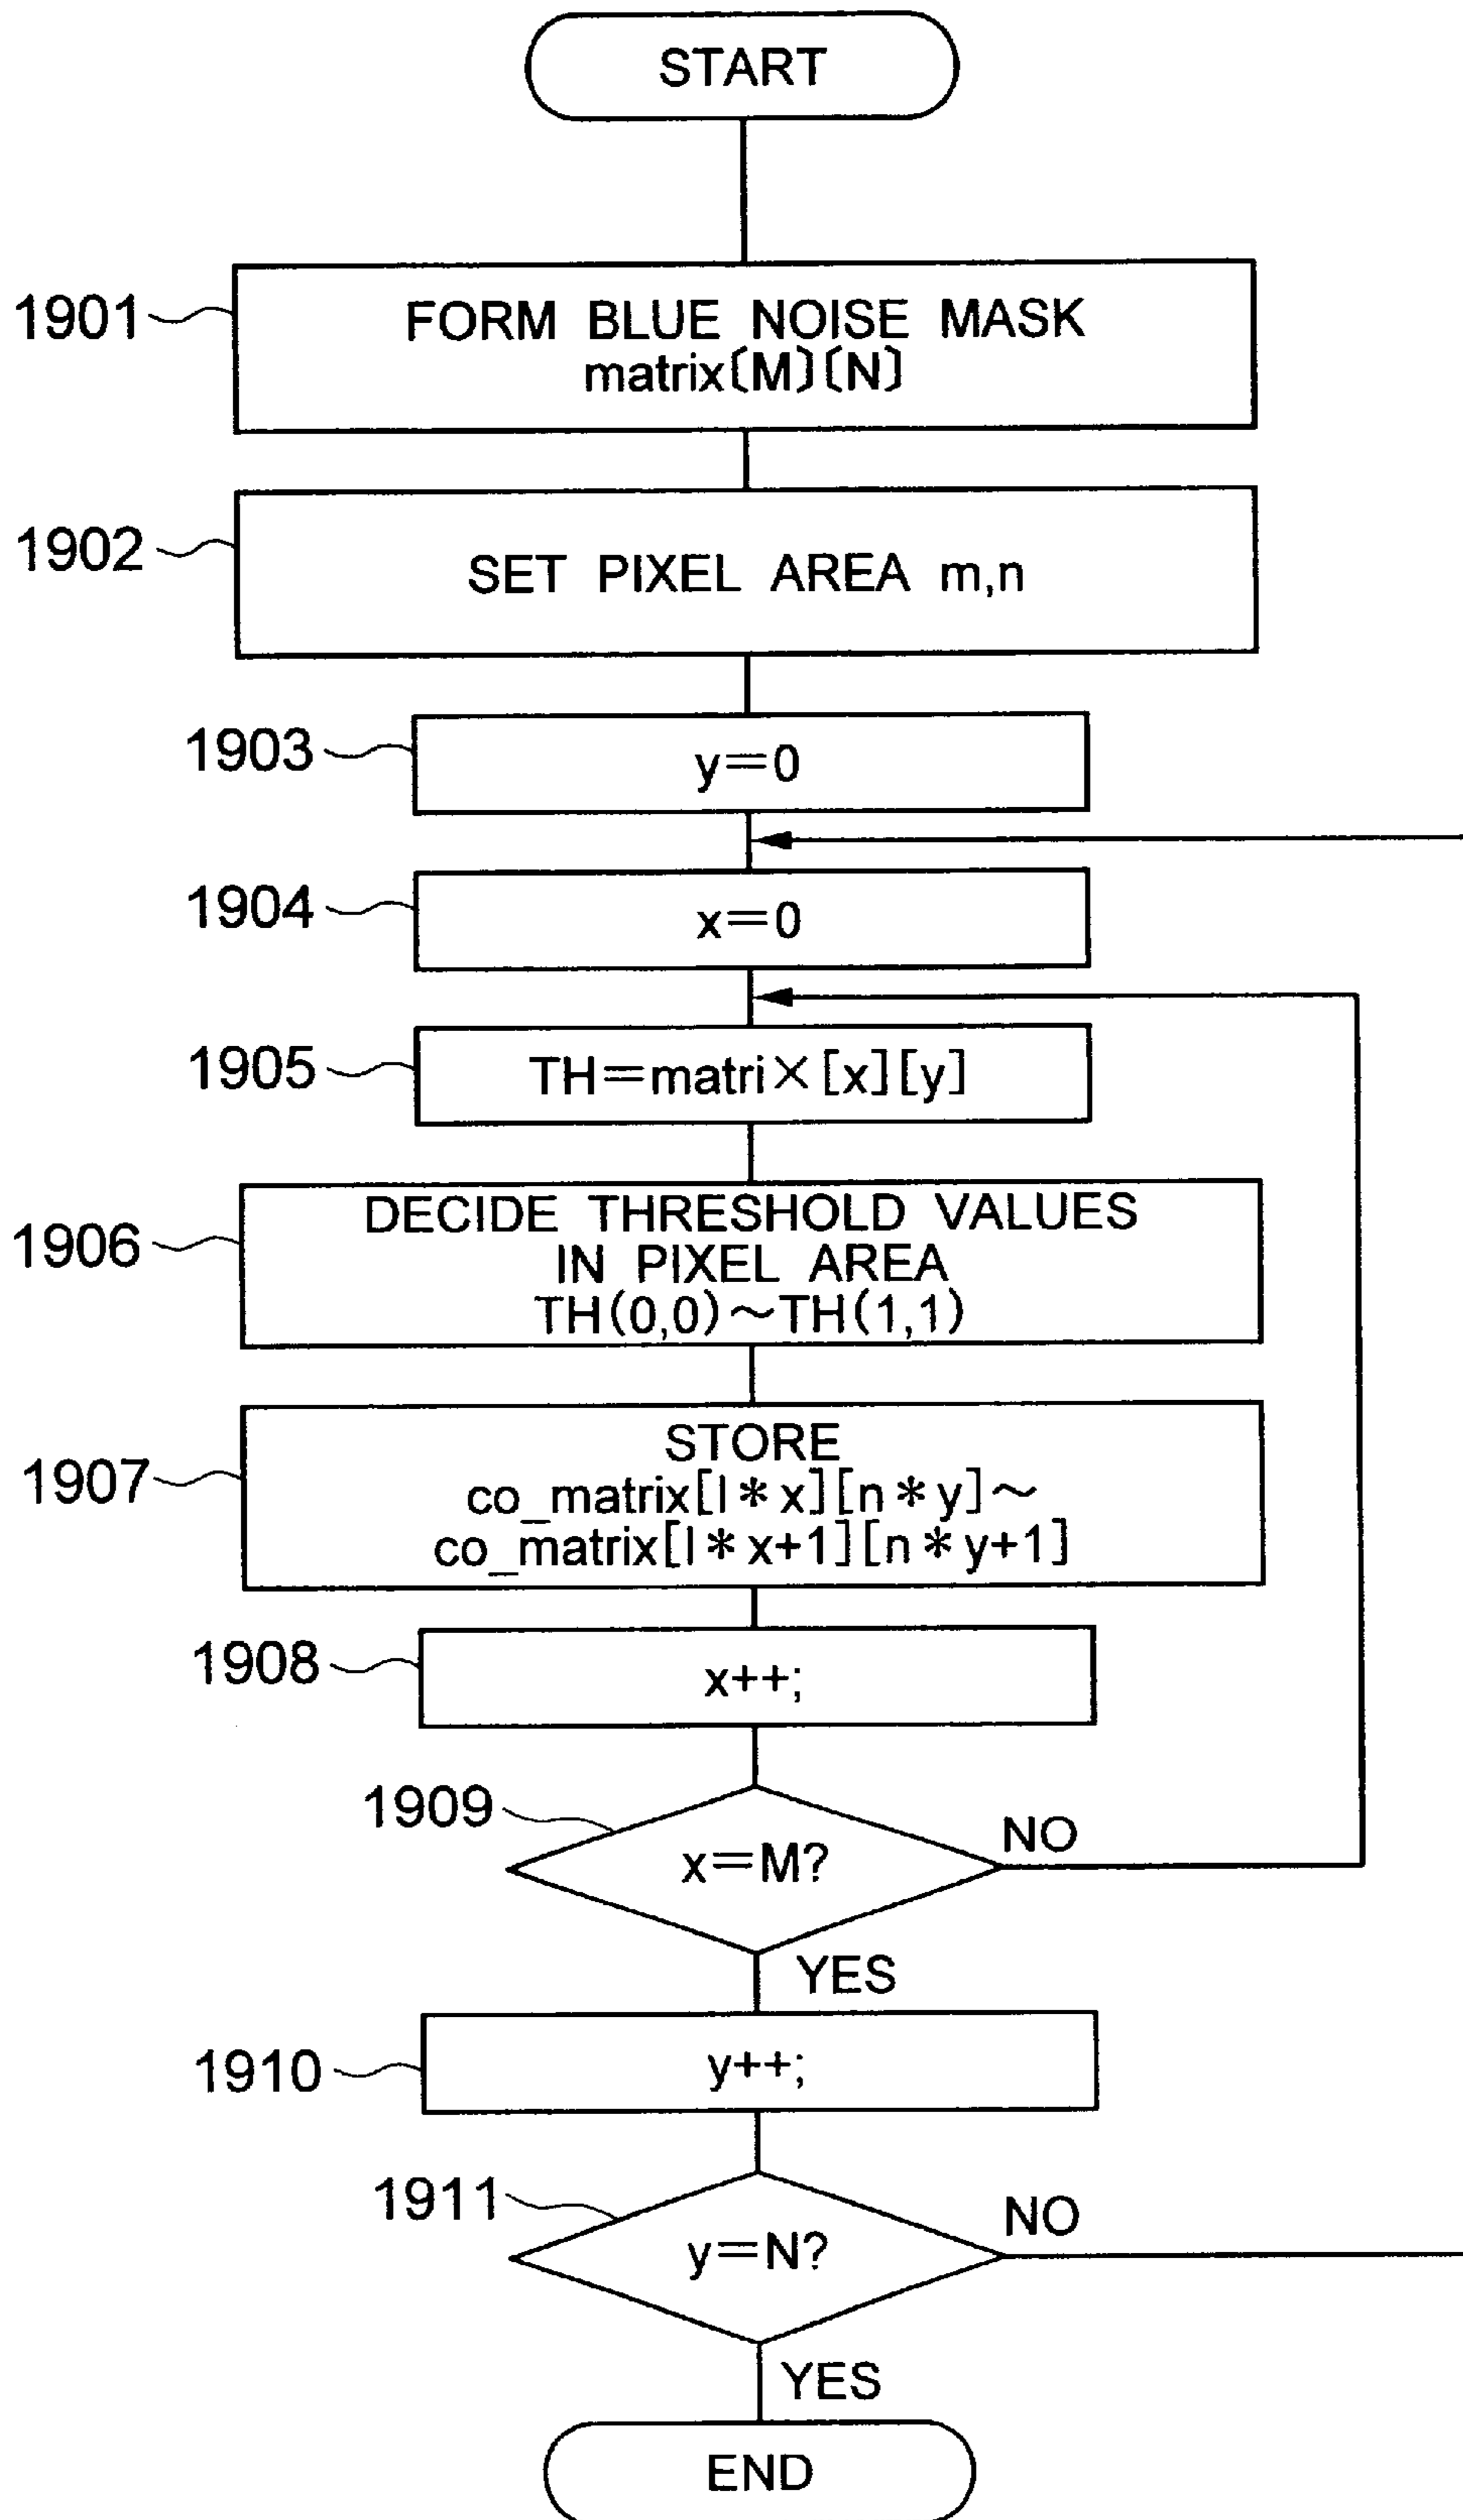 START
1901
FORM BLUE NOISE MASK
matrix(M)(N)
1902
SET PIXEL AREA m,n
1903
y=0
1904
x=0
1905
TH=matri×[x][y]
1906
DECIDE THRESHOLD VALUES
IN PIXEL AREA
TH(0,0)~TH(1,1)
1907
STORE
co_matrix[l*x][n*y]~
co_matrix[l*x+1][n*y+1]
1908
x++;
1909
x=M?
NO
YES
1910
y++;
1911
y=N?
NO
YES
END